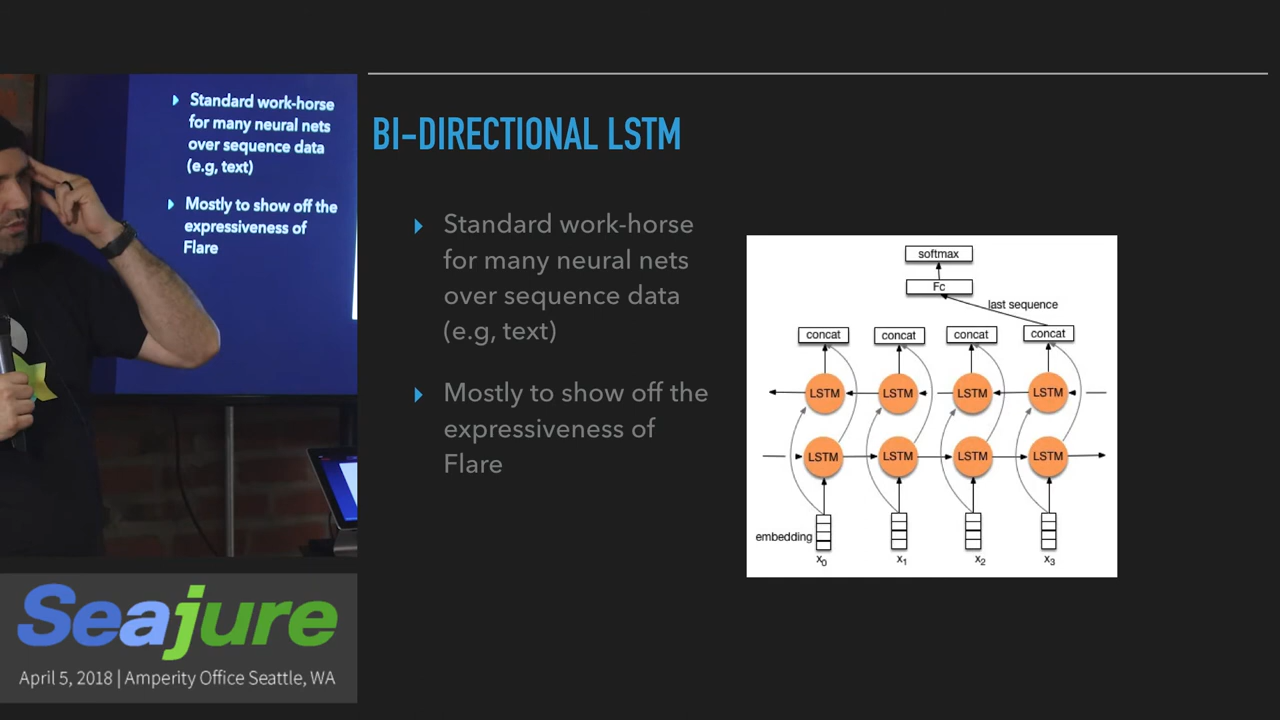 Standard work-horse
for many neural nets
over sequence data
(e.g, text)
Mostly to show off the
expressiveness of
Flare
Seajure
April 5, 2018 | Amperity Office Seattle, WA
BI-DIRECTIONAL LSTM
Standard work-horse
for many neural nets
over sequence data
(e.g, text)
Mostly to show off the
expressiveness of
Flare
softmax
Fc
last sequence
concat concat concat concat
LSTM LSTM LSTM LSTM
LSTM LSTM LSTM LSTM
embedding
x0 x1 x2 x3